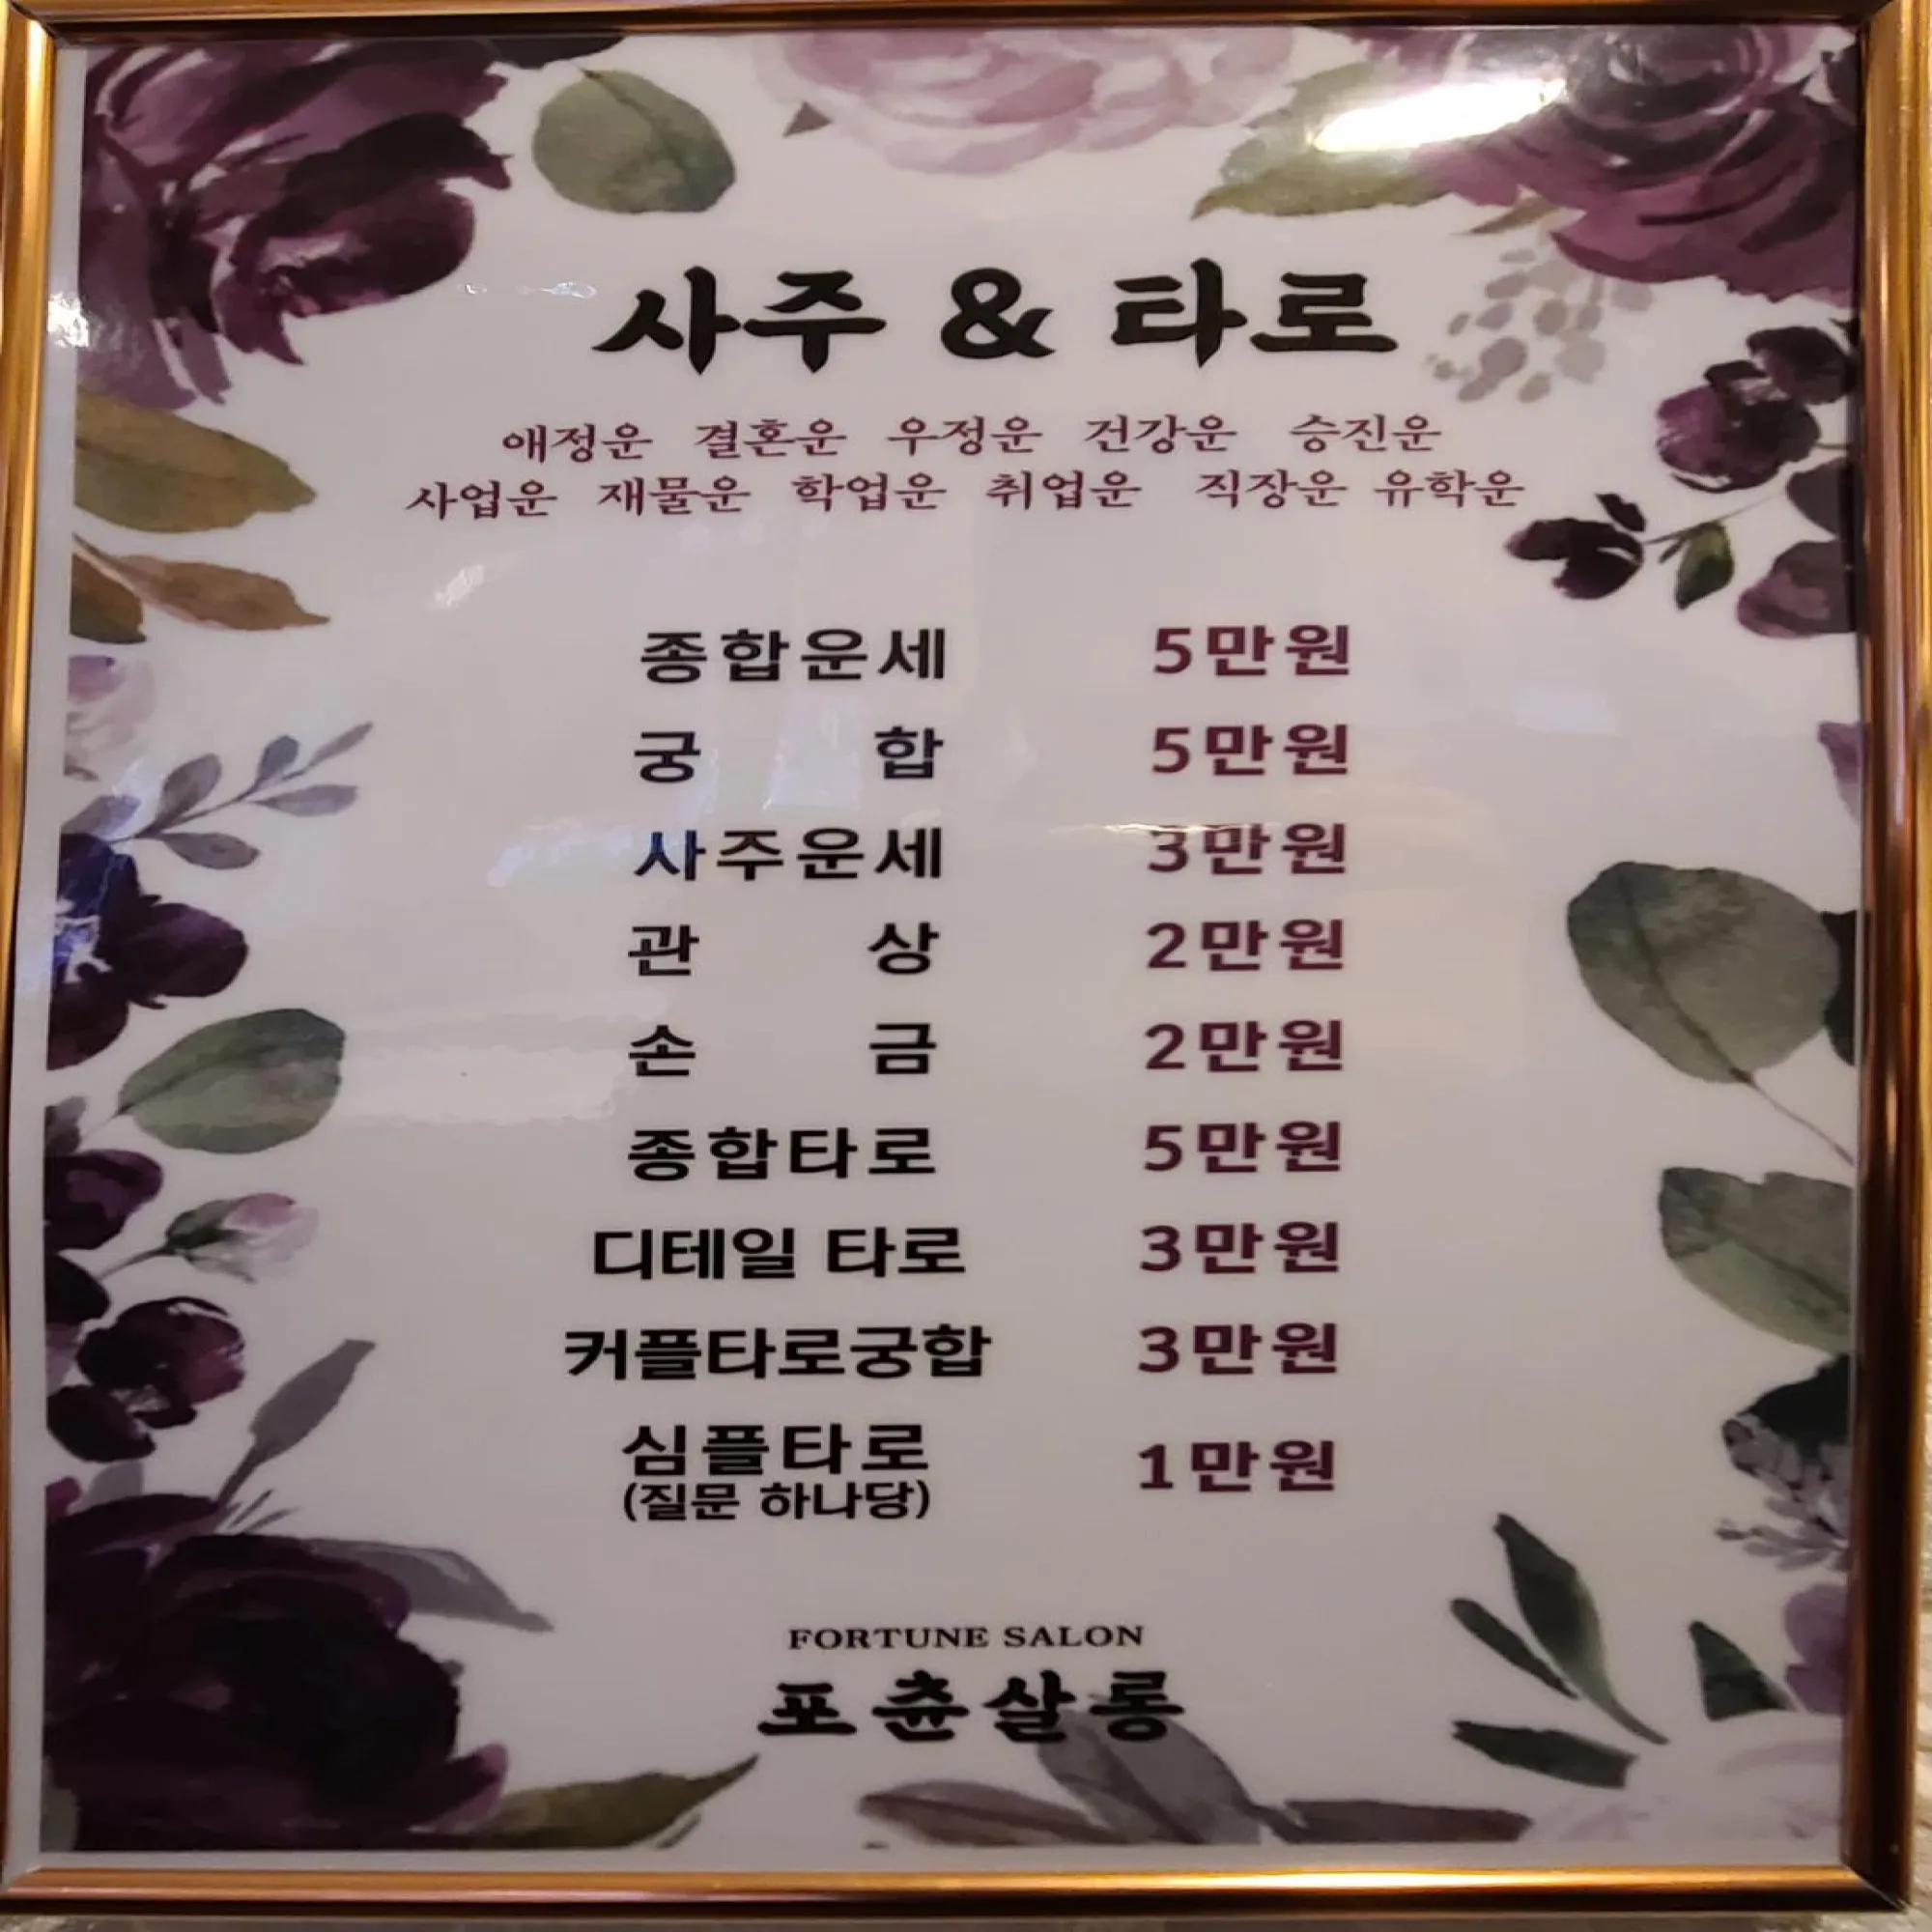 사주 & 타로
애정운 결혼운 우정운 건강운 승진운
사업운 재물운 학업운 취업운 직장운 유학운
종합운세 5만원
궁 합 5만원
사주운세 3만원
관 상 2만원
손 금 2만원
종합타로 5만원
디테일 타로 3만원
커플타로궁합 3만원
심플타로 1만원
(질문 하나당)
FORTUNE SALON
포춘살롱